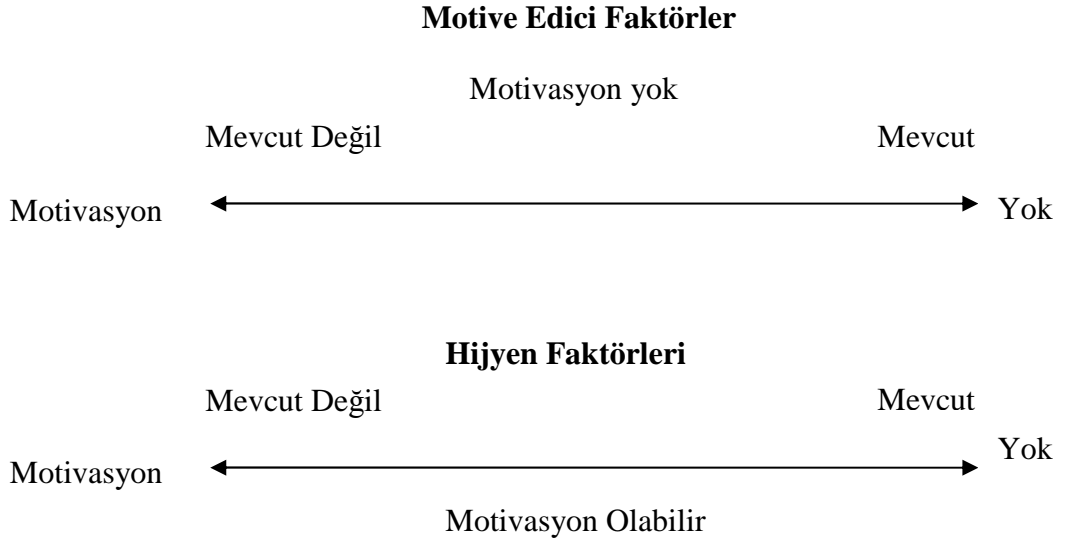 Motive Edici Faktörler
Motivasyon yok
Mevcut Değil Mevcut
Motivasyon Yok
Hijyen Faktörleri
Mevcut Değil Mevcut
Motivasyon Yok
Motivasyon Olabilir